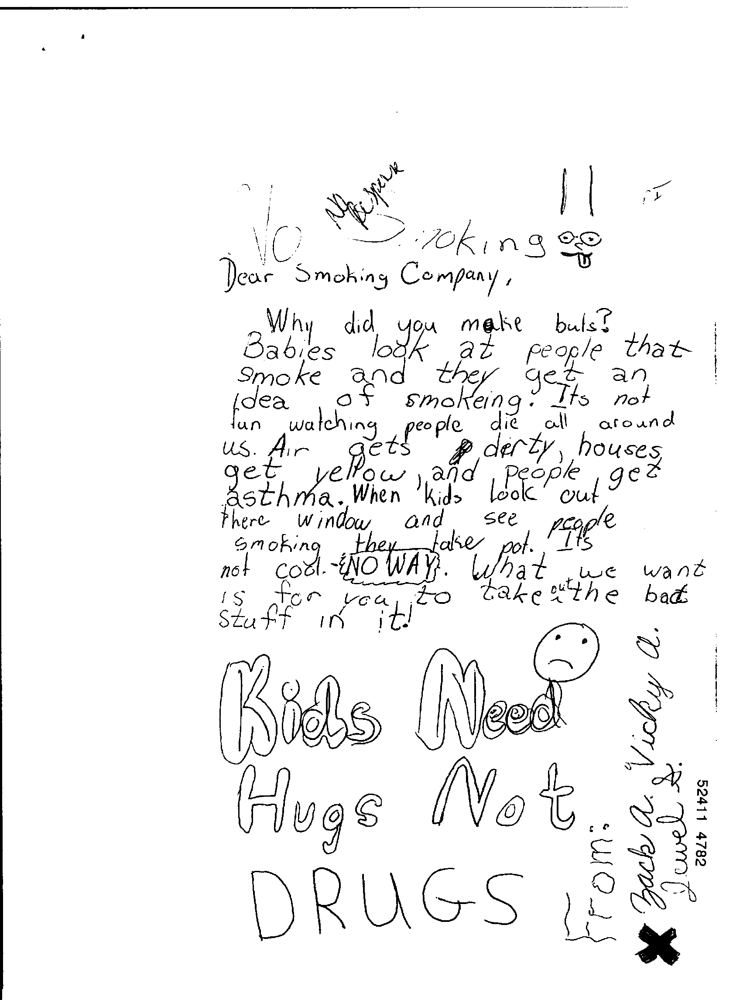 No Smoking!!
Dear Smoking Company,
Why did you make buts?
Babies look at people that
smoke and they get an
idea of smokeing. Its not
fun watching people die all around
us. Air gets derty, houses
get yellow, and people get
asthma. When kids look out
there window and see people
smoking they take pot. Its
not cool. NO WAY. What we want
is for you to take out the bad
stuff in it!
Kids Need
Hugs Not
DRUGS
From:
Zack A. Vicky A.
Jewel
52411 4782